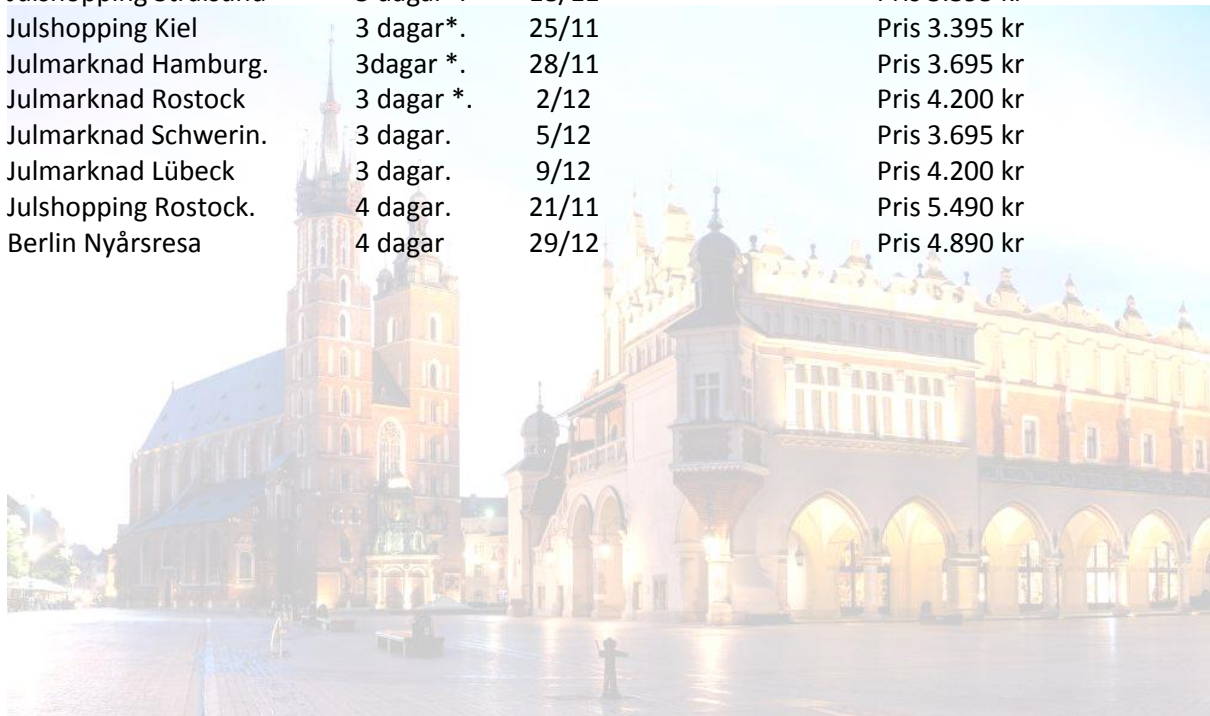 Julshopping Kiel 3 dagar*. 25/11 Pris 3.395 kr
Julmarknad Hamburg. 3dagar *. 28/11 Pris 3.695 kr
Julmarknad Rostock 3 dagar *. 2/12 Pris 4.200 kr
Julmarknad Schwerin. 3 dagar. 5/12 Pris 3.695 kr
Julmarknad Lübeck 3 dagar. 9/12 Pris 4.200 kr
Julshopping Rostock. 4 dagar. 21/11 Pris 5.490 kr
Berlin Nyårsresa 4 dagar 29/12 Pris 4.890 kr